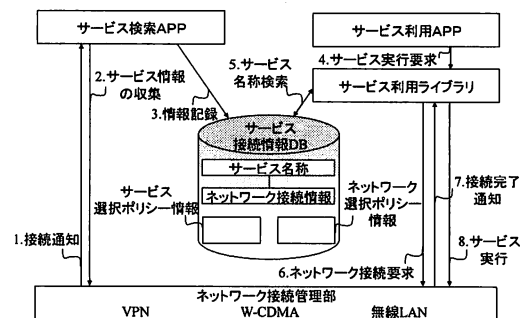 サービス検索APP
サービス利用APP
2.サービス情報
の収集
5.サービス
名称検索
4.サービス実行要求
サービス利用ライブラリ
3.情報記録
サービス
接続情報DB
サービス名称
ネットワーク接続情報
サービス
選択ポリシー情報
ネットワーク
選択ポリシー
情報
7.接続完了
通知
1.接続通知
6.ネットワーク接続要求
8.サービス
実行
ネットワーク接続管理部
VPN
W-CDMA
無線LAN